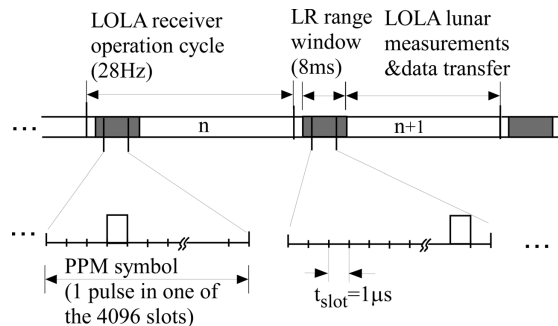 LOLA receiver
operation cycle
(28Hz)
LR range
window
(8ms)
LOLA lunar
measurements
&data transfer
...
n
n+1
...
...
PPM symbol
(1 pulse in one of
the 4096 slots)
tslot=1μs
...